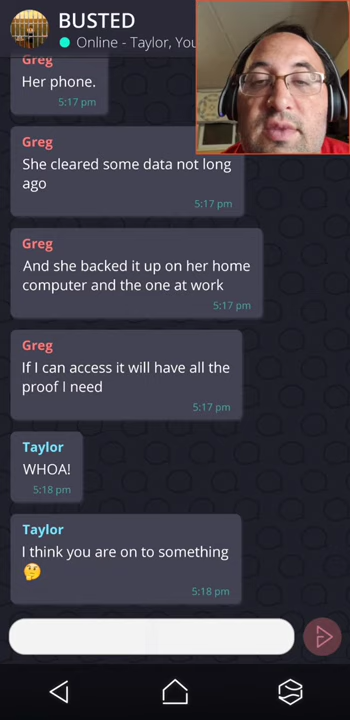 BUSTED
Online - Taylor, You
Greg
Her phone.
5:17 pm
Greg
She cleared some data not long
ago
5:17 pm
Greg
And she backed it up on her home
computer and the one at work
5:17 pm
Greg
If I can access it will have all the
proof I need
5:17 pm
Taylor
WHOA!
5:18 pm
Taylor
I think you are on to something
🤔
5:18 pm